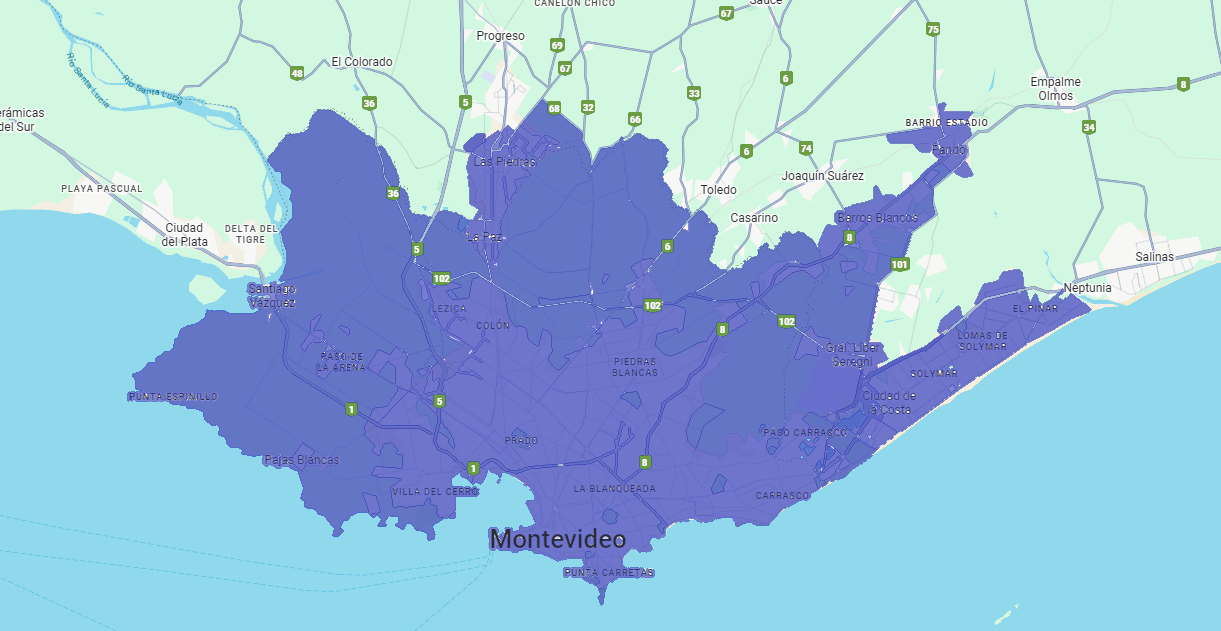 CANELÓN CHICO
Sauce
67
75
Progreso
69
El Colorado
48
67
6
Empalme
Olmos
8
Río Santa Lucía
Río Santa Lucía
36
5
68
32
33
66
del Sur
34
BARRIO ESTADIO
Pando
6
74
Las Piedras
Joaquín Suárez
PLAYA PASCUAL
36
Toledo
Casarino
Barros Blancos
Ciudad
del Plata
DELTA DEL
TIGRE
La Paz
8
5
6
101
Salinas
102
Santiago
Vázquez
Neptunia
LEZICA
102
EL PINAR
COLÓN
8
102
LOMAS DE
SOLYMAR
PASO DE
LA ARENA
PIEDRAS
BLANCAS
Gral. Líber
Seregni
SOLYMAR
PUNTA ESPINILLO
1
5
Ciudad de
la Costa
PASO CARRASCO
PRADO
Pajas Blancas
1
8
VILLA DEL CERRO
LA BLANQUEADA
CARRASCO
Montevideo
PUNTA CARRETAS